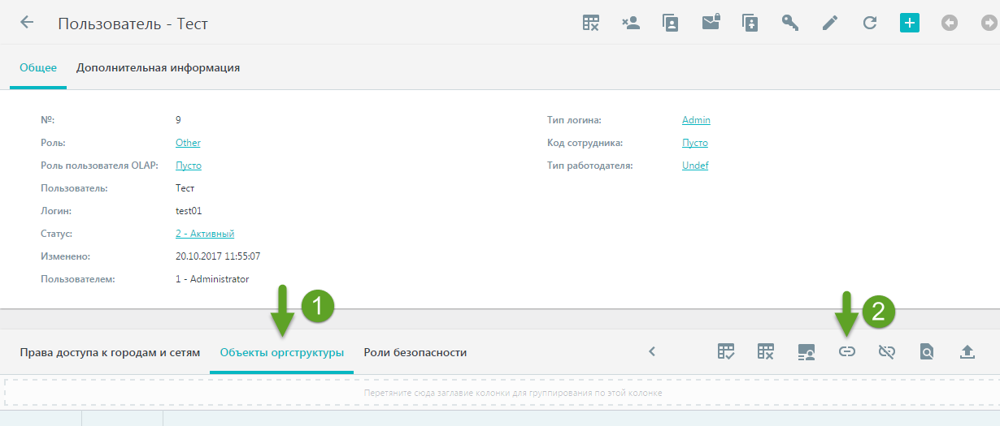 Пользователь - Тест
Общее Дополнительная информация
№: 9 Тип логина: Admin
Роль: Other Код сотрудника: Пусто
Роль пользователя OLAP: Пусто Тип работодателя: Undef
Пользователь: Тест
Логин: test01
Статус: 2 - Активный
Изменено: 20.10.2017 11:55:07
Пользователем: 1 - Administrator
1
2
Права доступа к городам и сетям Объекты оргструктуры Роли безопасности
Перетяните сюда заглавие колонки для группирования по этой колонке